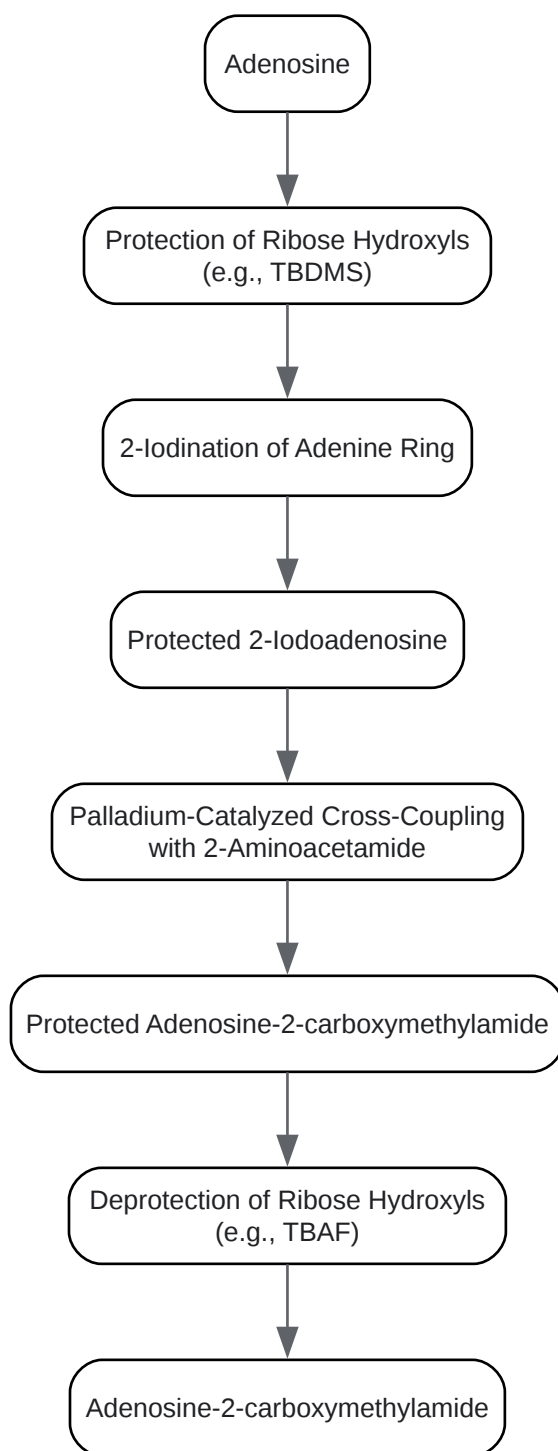 Adenosine
Protection of Ribose Hydroxyls
(e.g., TBDMS)
2-Iodination of Adenine Ring
Protected 2-Iodoadenosine
Palladium-Catalyzed Cross-Coupling
with 2-Aminoacetamide
Protected Adenosine-2-carboxymethylamide
Deprotection of Ribose Hydroxyls
(e.g., TBAF)
Adenosine-2-carboxymethylamide